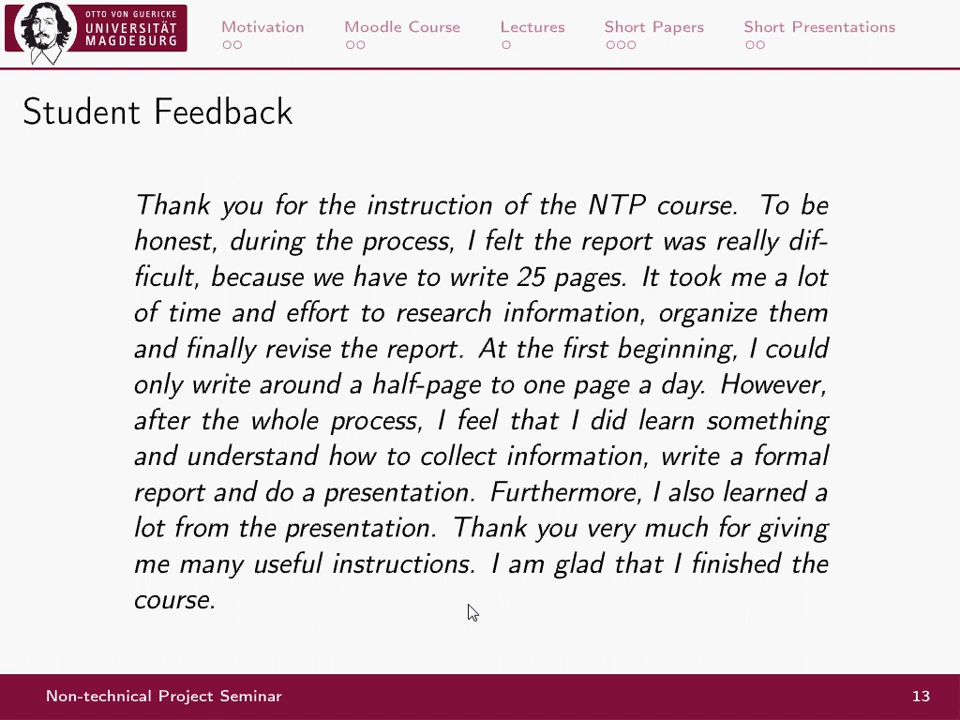 OTTO VON GUERICKE
UNIVERSITÄT
MAGDEBURG
Motivation
Moodle Course
Lectures
Short Papers
Short Presentations
Student Feedback
Thank you for the instruction of the NTP course. To be
honest, during the process, I felt the report was really dif-
ficult, because we have to write 25 pages. It took me a lot
of time and effort to research information, organize them
and finally revise the report. At the first beginning, I could
only write around a half-page to one page a day. However,
after the whole process, I feel that I did learn something
and understand how to collect information, write a formal
report and do a presentation. Furthermore, I also learned a
lot from the presentation. Thank you very much for giving
me many useful instructions. I am glad that I finished the
course.
Non-technical Project Seminar
13